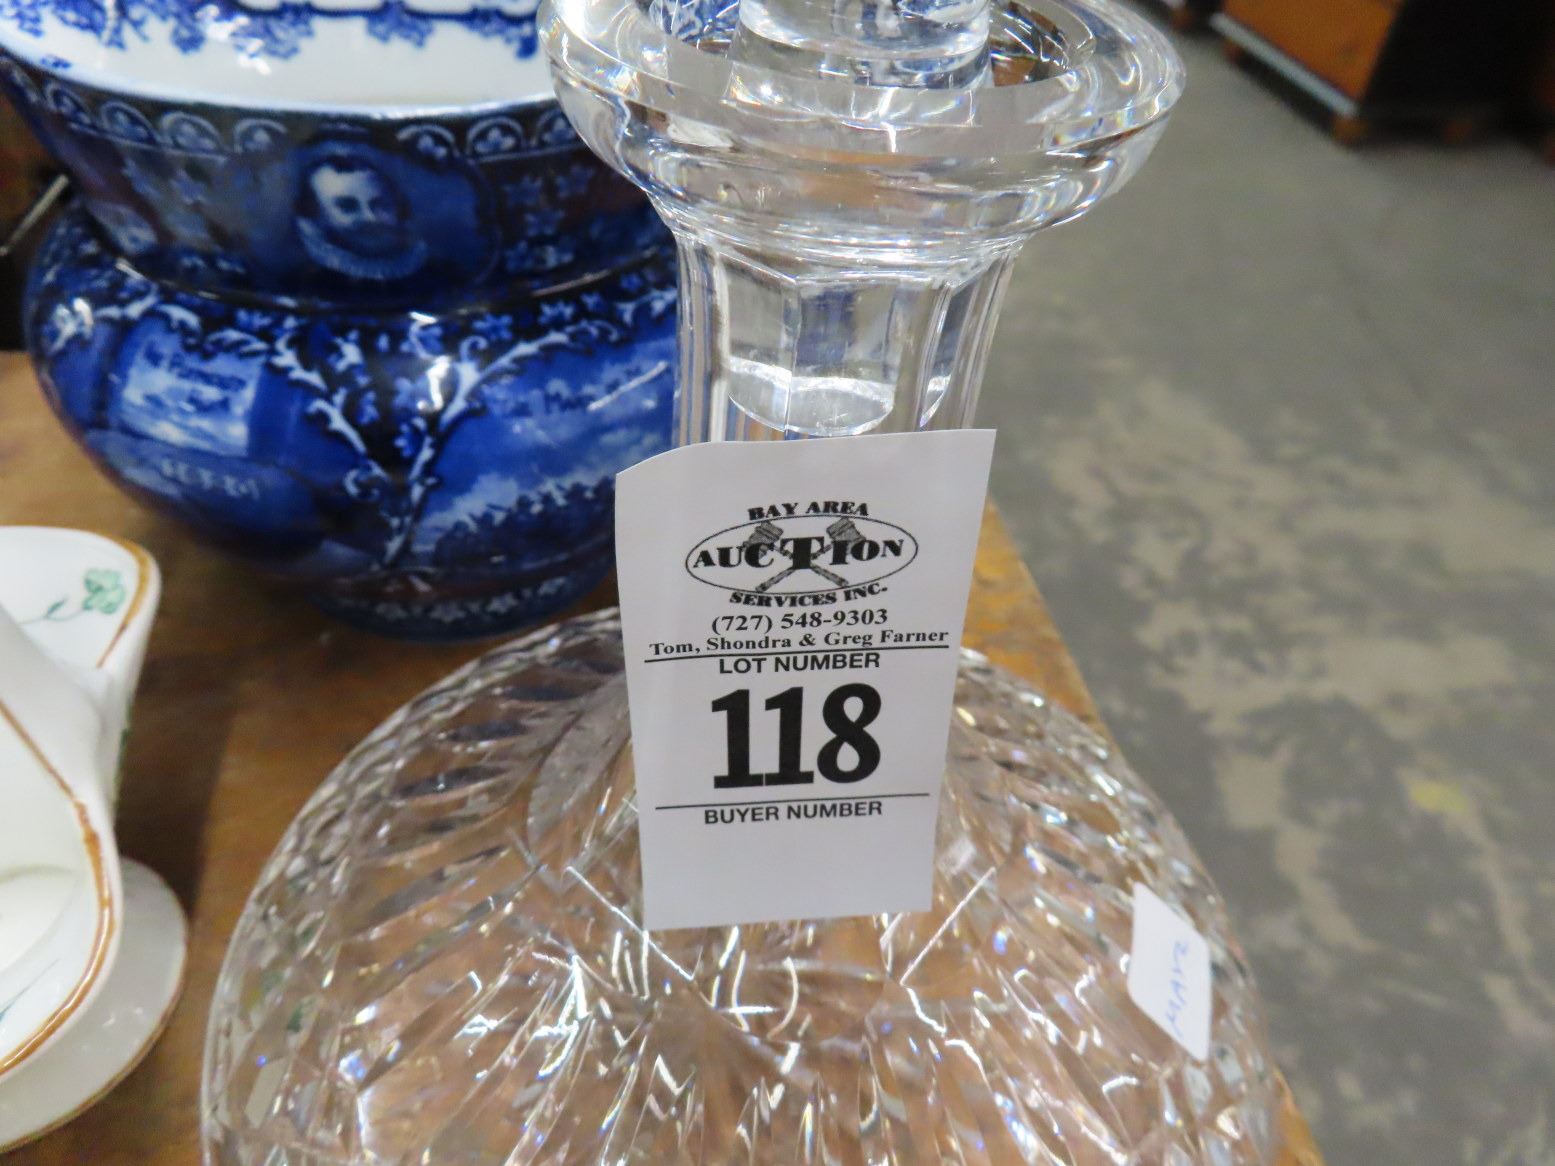 BAY AREA
AUCTION
SERVICES INC.
(727) 548-9303
Tom, Shondra & Greg Farner
LOT NUMBER
118
BUYER NUMBER